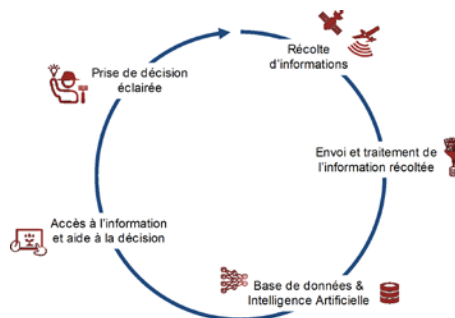 Récolte
d'informations
Envoi et traitement de
l'information récoltée
Base de données &
Intelligence Artificielle
Accès à l'information
et aide à la décision
Prise de décision
éclairée